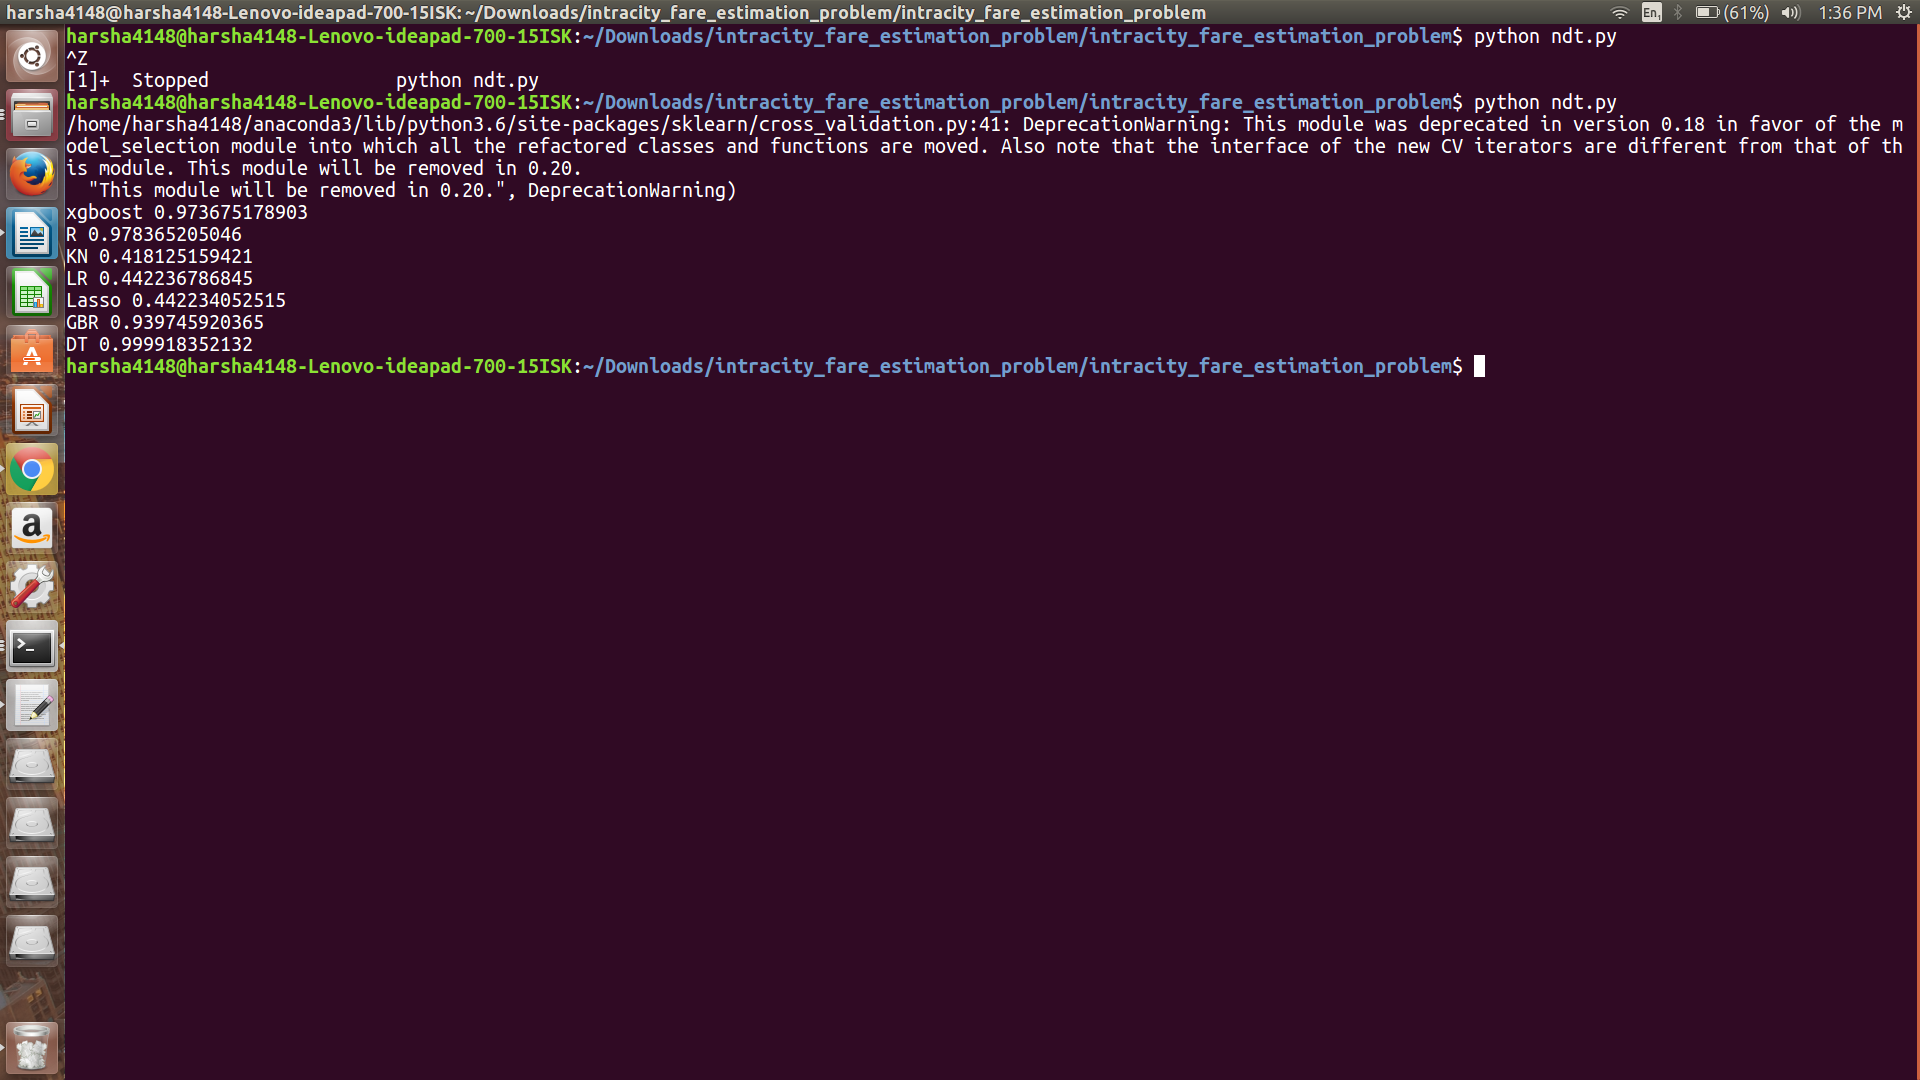 harsha4148@harsha4148-Lenovo-ideapad-700-15ISK: ~/Downloads/intracity_fare_estimation_problem/intracity_fare_estimation_problem
En1
(61%)
1:36 PM
harsha4148@harsha4148-Lenovo-ideapad-700-15ISK:~/Downloads/intracity_fare_estimation_problem/intracity_fare_estimation_problem$ python ndt.py
^Z
[1]+  Stopped                 python ndt.py
harsha4148@harsha4148-Lenovo-ideapad-700-15ISK:~/Downloads/intracity_fare_estimation_problem/intracity_fare_estimation_problem$ python ndt.py
/home/harsha4148/anaconda3/lib/python3.6/site-packages/sklearn/cross_validation.py:41: DeprecationWarning: This module was deprecated in version 0.18 in favor of the m
odel_selection module into which all the refactored classes and functions are moved. Also note that the interface of the new CV iterators are different from that of th
is module. This module will be removed in 0.20.
  "This module will be removed in 0.20.", DeprecationWarning)
xgboost 0.973675178903
R 0.978365205046
KN 0.418125159421
LR 0.442236786845
Lasso 0.442234052515
GBR 0.939745920365
DT 0.999918352132
harsha4148@harsha4148-Lenovo-ideapad-700-15ISK:~/Downloads/intracity_fare_estimation_problem/intracity_fare_estimation_problem$